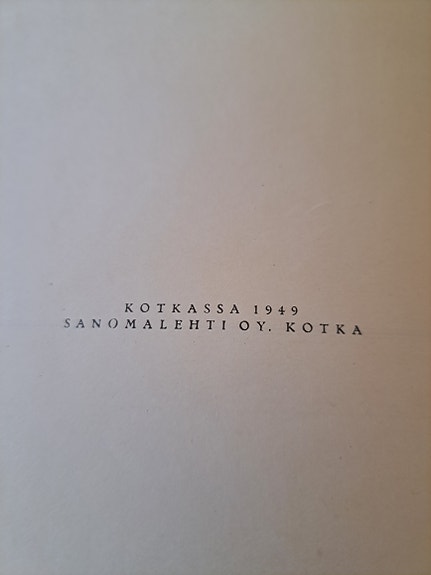 KOTKASSA 1949
SANOMALEHTI OY. KOTKA